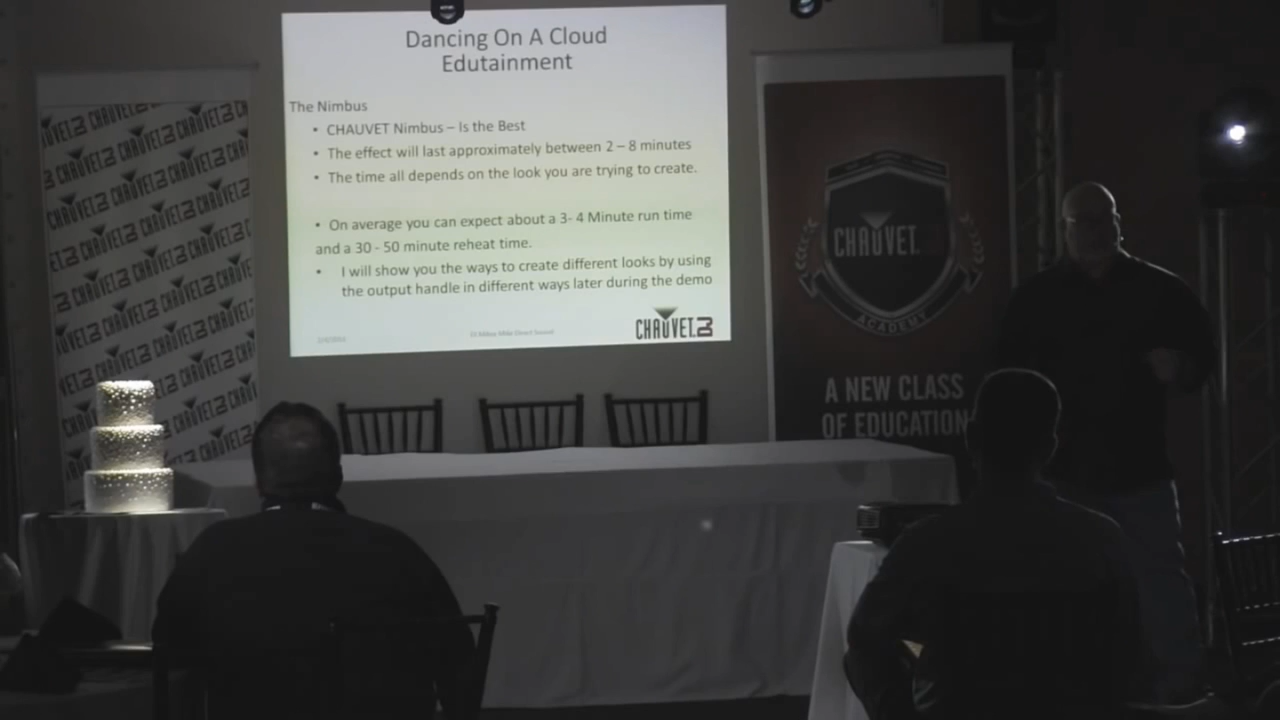 Dancing On A Cloud
Edutainment
The Nimbus
• CHAUVET Nimbus – Is the Best
• The effect will last approximately between 2 – 8 minutes
• The time all depends on the look you are trying to create.
• On average you can expect about a 3- 4 Minute run time
and a 30 - 50 minute reheat time.
• I will show you the ways to create different looks by using
the output handle in different ways later during the demo
CHAUVET
CHAUVET
ACADEMY
A NEW CLASS
OF EDUCATION
CHAUVET CHAUVET CHAUVET